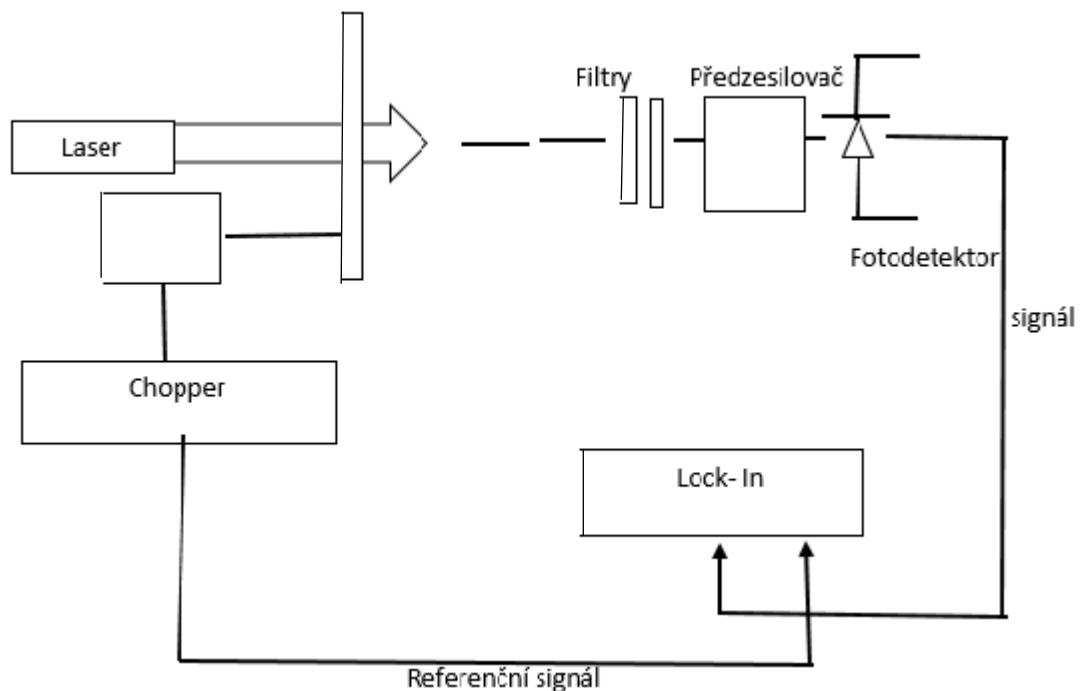 Filtry
Předzesilovač
Laser
Fotodetektor
signál
Chopper
Lock- In
Referenční signál